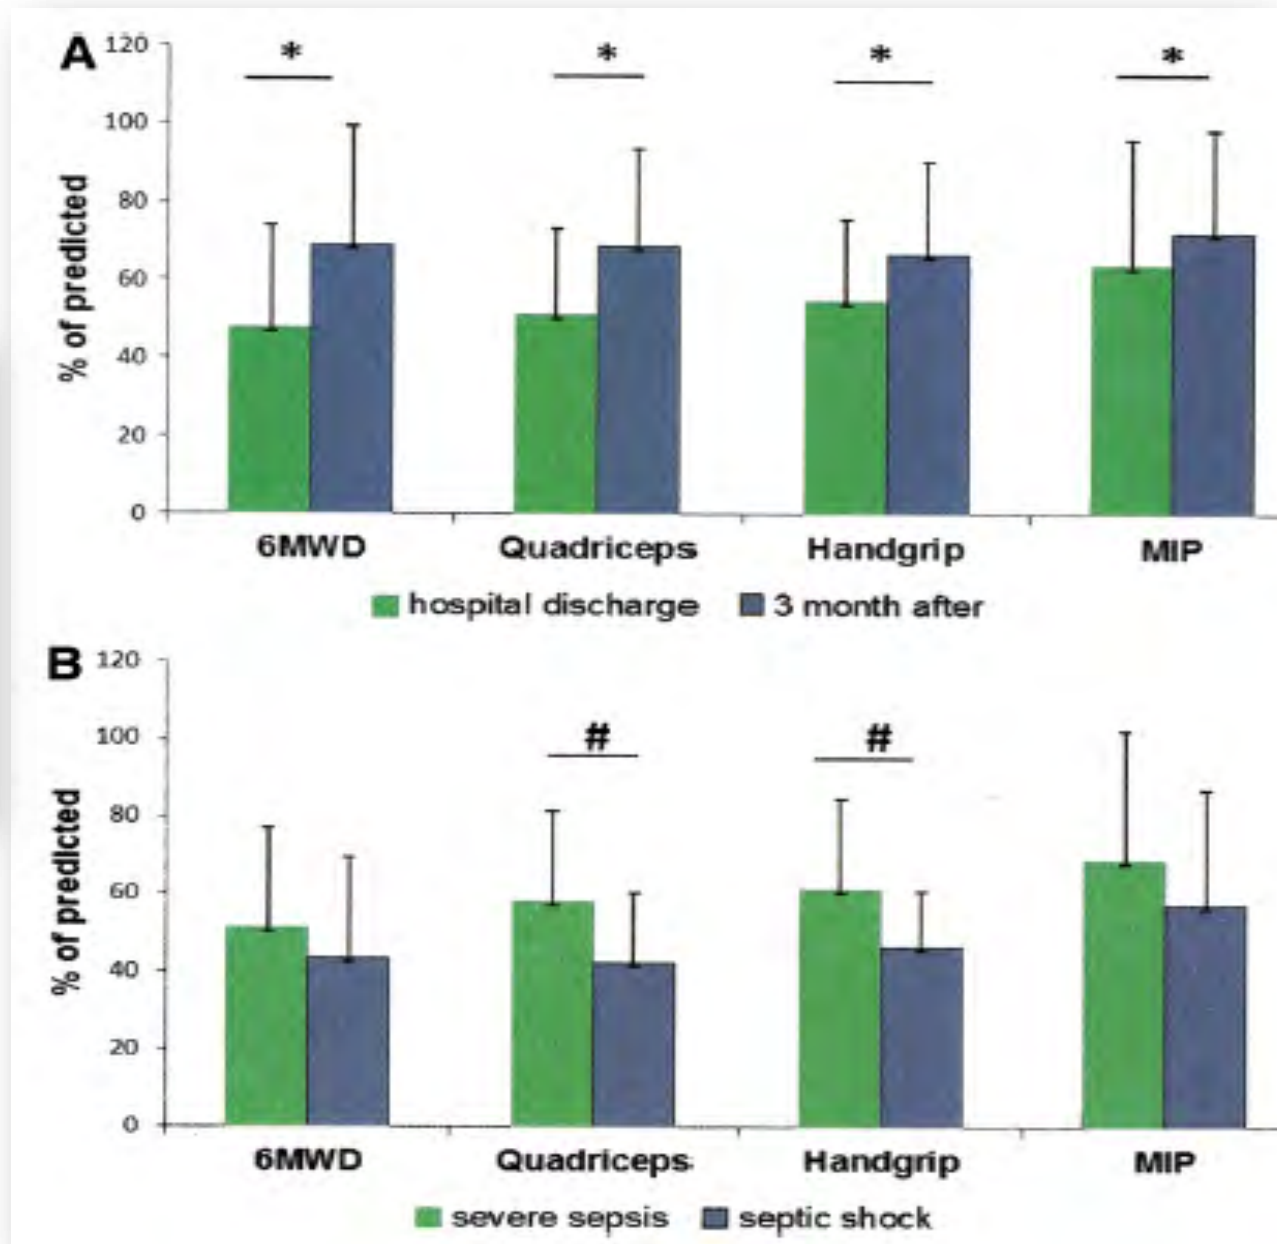 A
120
* * * *
100
80
60
40
20
0
% of predicted
6MWD Quadriceps Handgrip MIP
hospital discharge 3 month after
B
120
100
# #
80
60
40
20
0
% of predicted
6MWD Quadriceps Handgrip MIP
severe sepsis septic shock